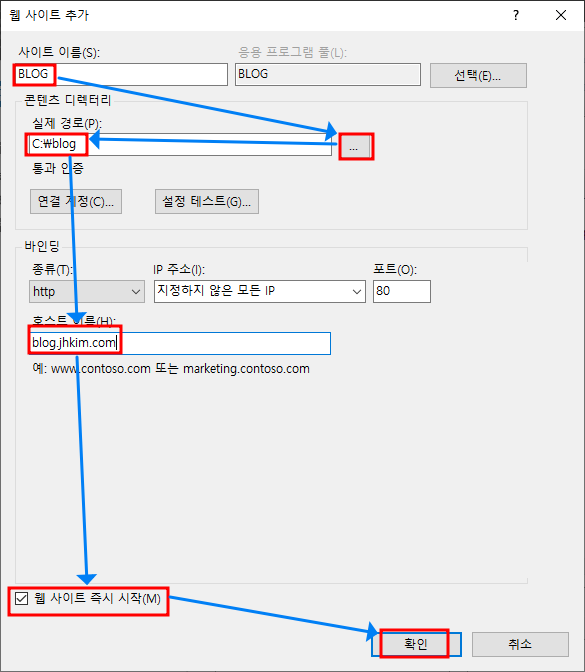 웹 사이트 추가
? ×
사이트 이름(S): 응용 프로그램 풀(L):
BLOG BLOG 선택(E)...
콘텐츠 디렉터리
실제 경로(P):
C:₩blog ...
통과 인증
연결 지정(C)... 설정 테스트(G)...
바인딩
종류(T): IP 주소(I): 포트(O):
http 지정하지 않은 모든 IP 80
호스트 이름(H):
blog.jhkim.com
예: www.contoso.com 또는 marketing.contoso.com
웹 사이트 즉시 시작(M)
확인 취소